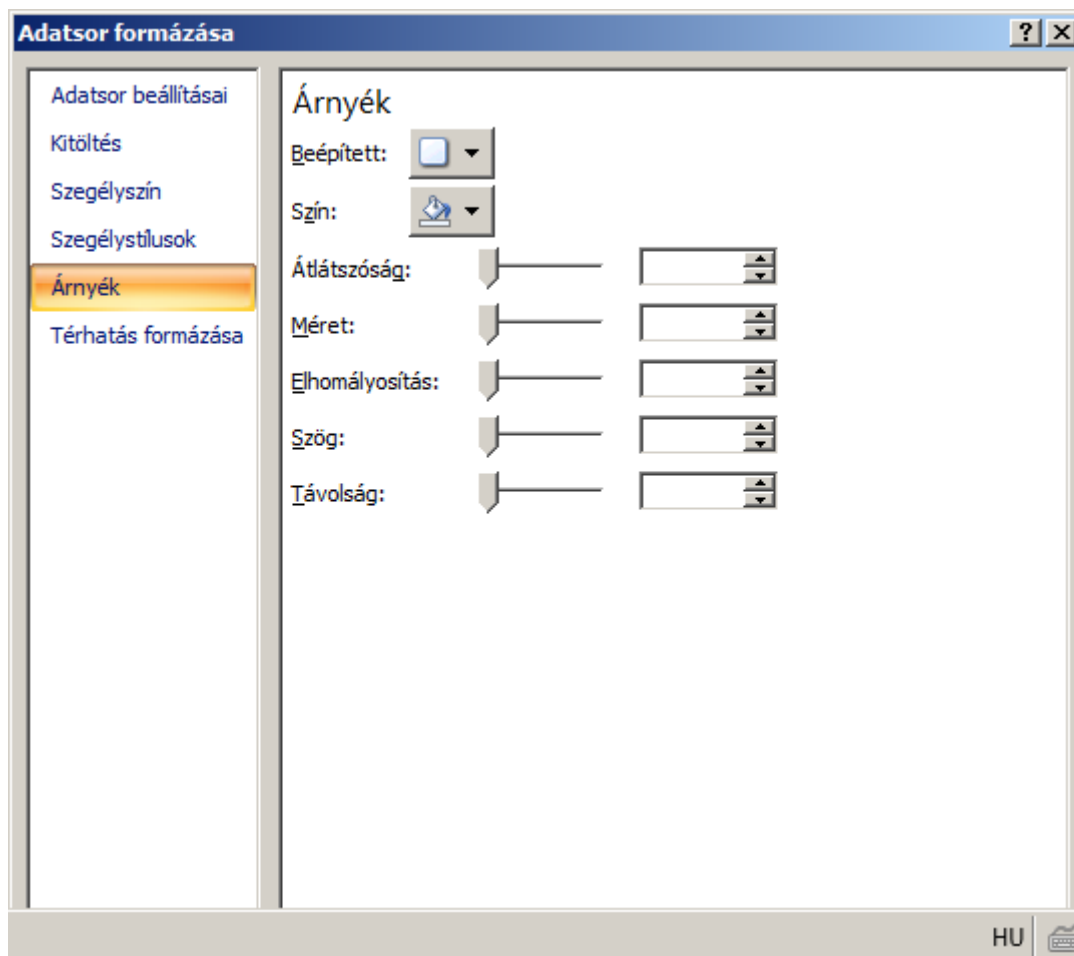 Adatsor formázása
Adatsor beállításai
Kitöltés
Szegélyszín
Szegélystílusok
Árnyék
Térhatás formázása
Árnyék
Beépített:
Szín:
Átlátszóság:
Méret:
Elhomályosítás:
Szög:
Távolság:
HU